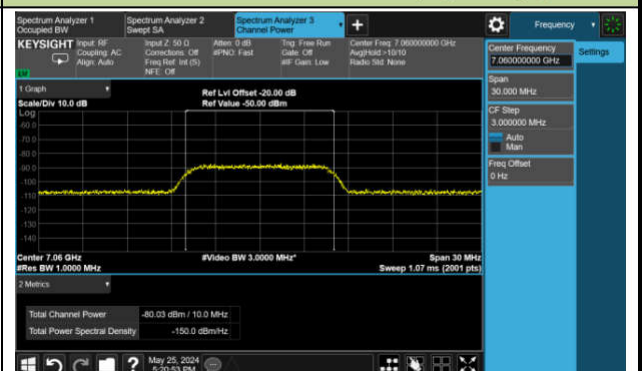 Spectrum Analyzer 1
Occupied BW
Spectrum Analyzer 2
Swept SA
Spectrum Analyzer 3
Channel Power
Frequency
KEYSIGHT
Input: RF
Coupling: AC
Align: Auto
Input Z: 50 Ω
Corrections: Off
Freq Ref: Int (S)
NFE: Off
Atten: 0 dB
#PNO: Fast
Trig: Free Run
Gate: Off
#IF Gain: Low
Center Freq: 7.060000000 GHz
Avg|Hold:>10/10
Radio Std: None
Center Frequency
7.060000000 GHz
Settings
Span
30.000 MHz
CF Step
3.000000 MHz
Auto
Man
Freq Offset
0 Hz
1 Graph
Scale/Div 10.0 dB
Ref Lvl Offset -20.00 dB
Ref Value -50.00 dBm
Log
-60.0
-70.0
-80.0
-90.0
-100
-110
-120
-130
-140
Center 7.06 GHz
#Res BW 1.0000 MHz
#Video BW 3.0000 MHz*
Span 30 MHz
Sweep 1.07 ms (2001 pts)
2 Metrics
Total Channel Power -80.03 dBm / 10.0 MHz
Total Power Spectral Density -150.0 dBm/Hz
May 25, 2024
5:20:53 PM